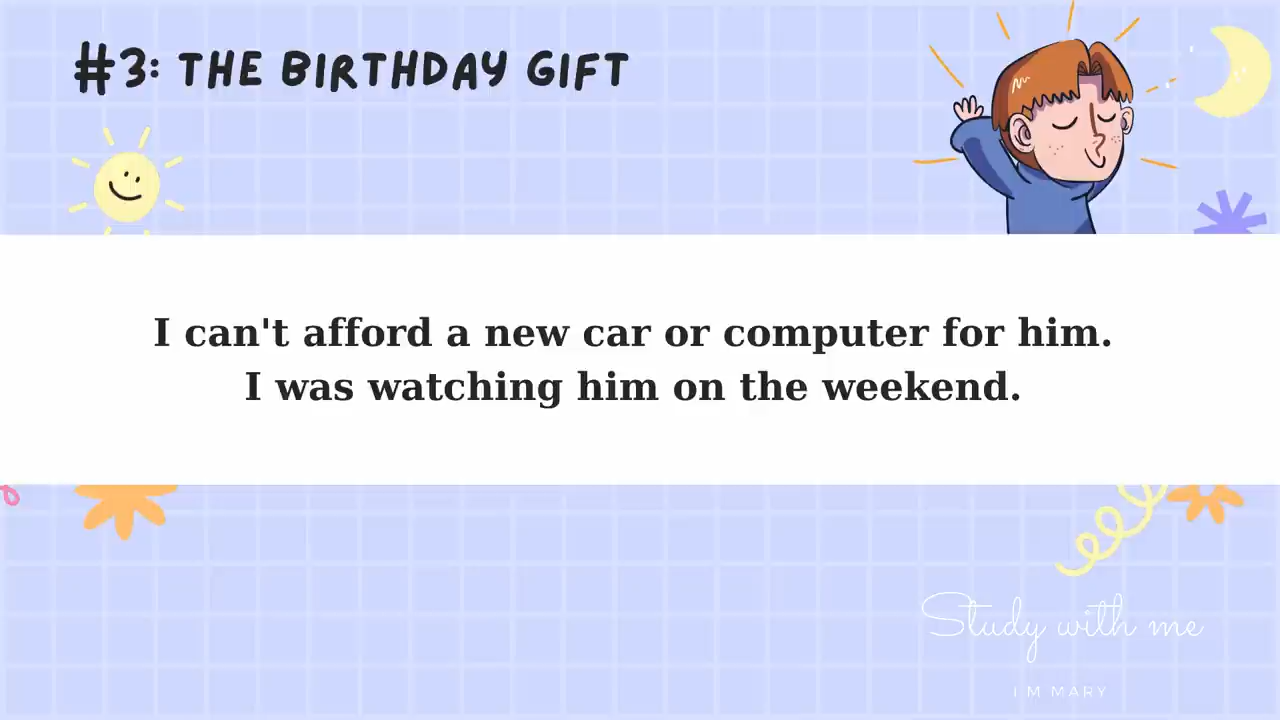 #3: THE BIRTHDAY GIFT
I can't afford a new car or computer for him.
I was watching him on the weekend.
Study with me
I M MARY